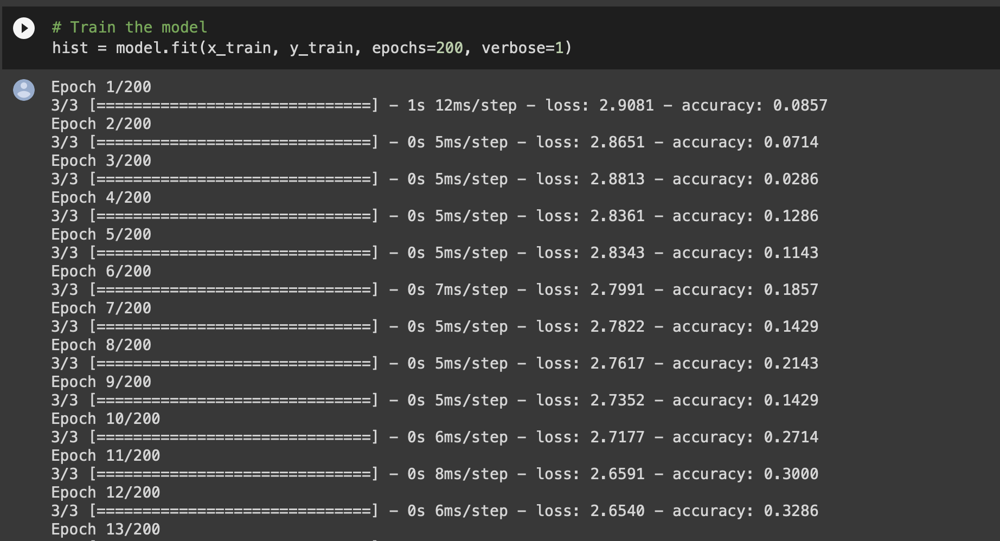 # Train the model
hist = model.fit(x_train, y_train, epochs=200, verbose=1)
Epoch 1/200
3/3 [==============================] - 1s 12ms/step - loss: 2.9081 - accuracy: 0.0857
Epoch 2/200
3/3 [==============================] - 0s 5ms/step - loss: 2.8651 - accuracy: 0.0714
Epoch 3/200
3/3 [==============================] - 0s 5ms/step - loss: 2.8813 - accuracy: 0.0286
Epoch 4/200
3/3 [==============================] - 0s 5ms/step - loss: 2.8361 - accuracy: 0.1286
Epoch 5/200
3/3 [==============================] - 0s 5ms/step - loss: 2.8343 - accuracy: 0.1143
Epoch 6/200
3/3 [==============================] - 0s 7ms/step - loss: 2.7991 - accuracy: 0.1857
Epoch 7/200
3/3 [==============================] - 0s 5ms/step - loss: 2.7822 - accuracy: 0.1429
Epoch 8/200
3/3 [==============================] - 0s 5ms/step - loss: 2.7617 - accuracy: 0.2143
Epoch 9/200
3/3 [==============================] - 0s 5ms/step - loss: 2.7352 - accuracy: 0.1429
Epoch 10/200
3/3 [==============================] - 0s 6ms/step - loss: 2.7177 - accuracy: 0.2714
Epoch 11/200
3/3 [==============================] - 0s 8ms/step - loss: 2.6591 - accuracy: 0.3000
Epoch 12/200
3/3 [==============================] - 0s 6ms/step - loss: 2.6540 - accuracy: 0.3286
Epoch 13/200